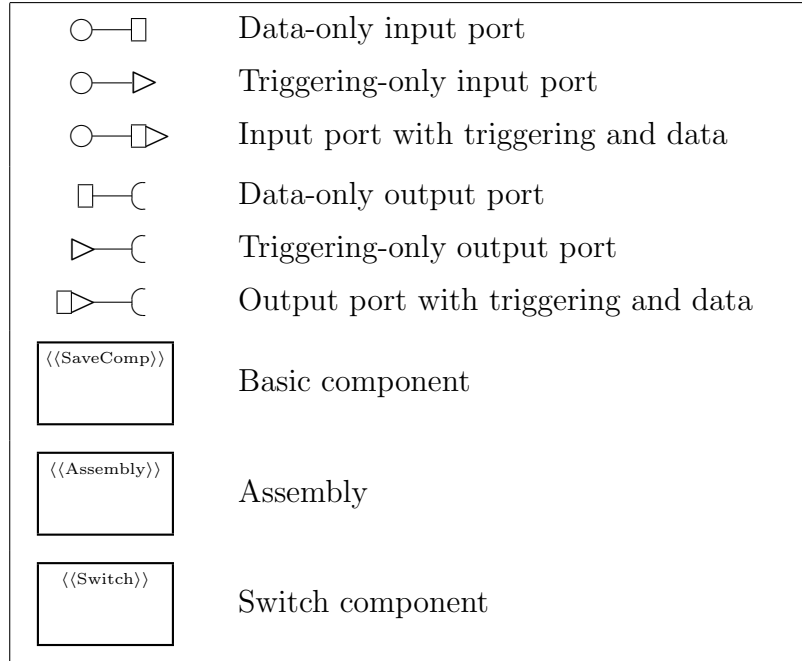 Data-only input port
Triggering-only input port
Input port with triggering and data
Data-only output port
Triggering-only output port
Output port with triggering and data
⟨⟨SaveComp⟩⟩
Basic component
⟨⟨Assembly⟩⟩
Assembly
⟨⟨Switch⟩⟩
Switch component